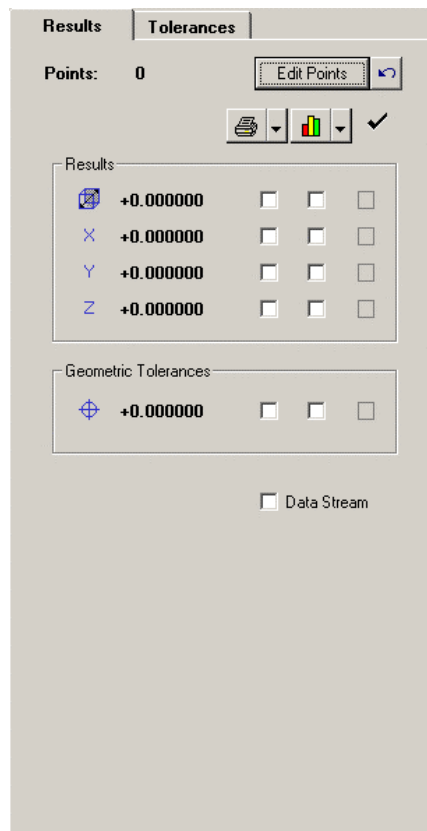 Results Tolerances
Points: 0 Edit Points
Results
+0.000000
X +0.000000
Y +0.000000
Z +0.000000
Geometric Tolerances
+0.000000
Data Stream